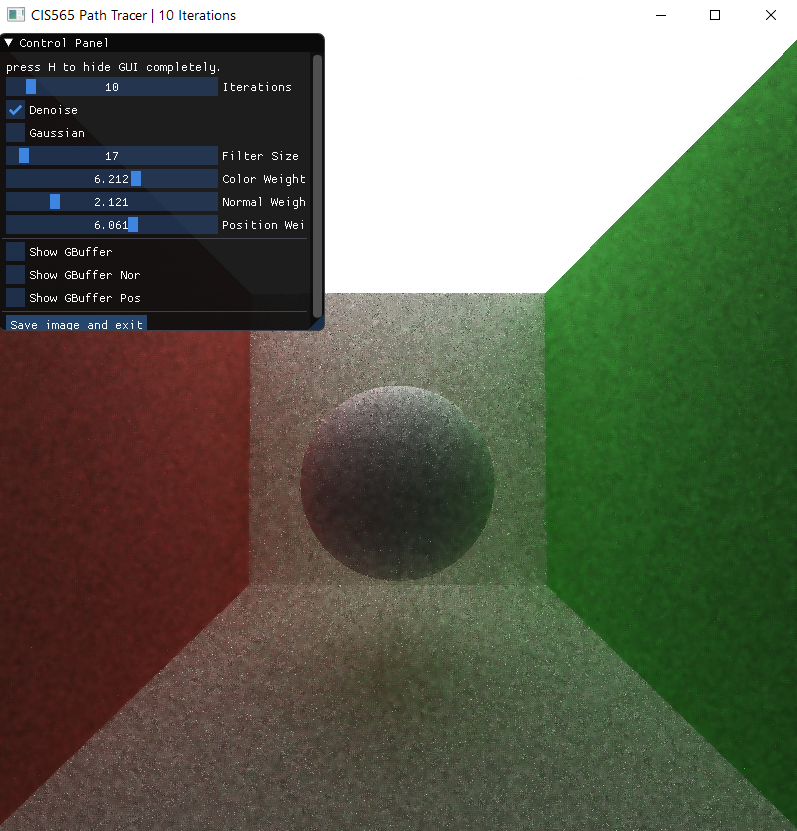 CIS565 Path Tracer | 10 Iterations
Control Panel
press H to hide GUI completely.
10 Iterations
Denoise
Gaussian
17 Filter Size
6.212 Color Weight
2.121 Normal Weigh
6.061 Position Wei
Show GBuffer
Show GBuffer Nor
Show GBuffer Pos
Save image and exit